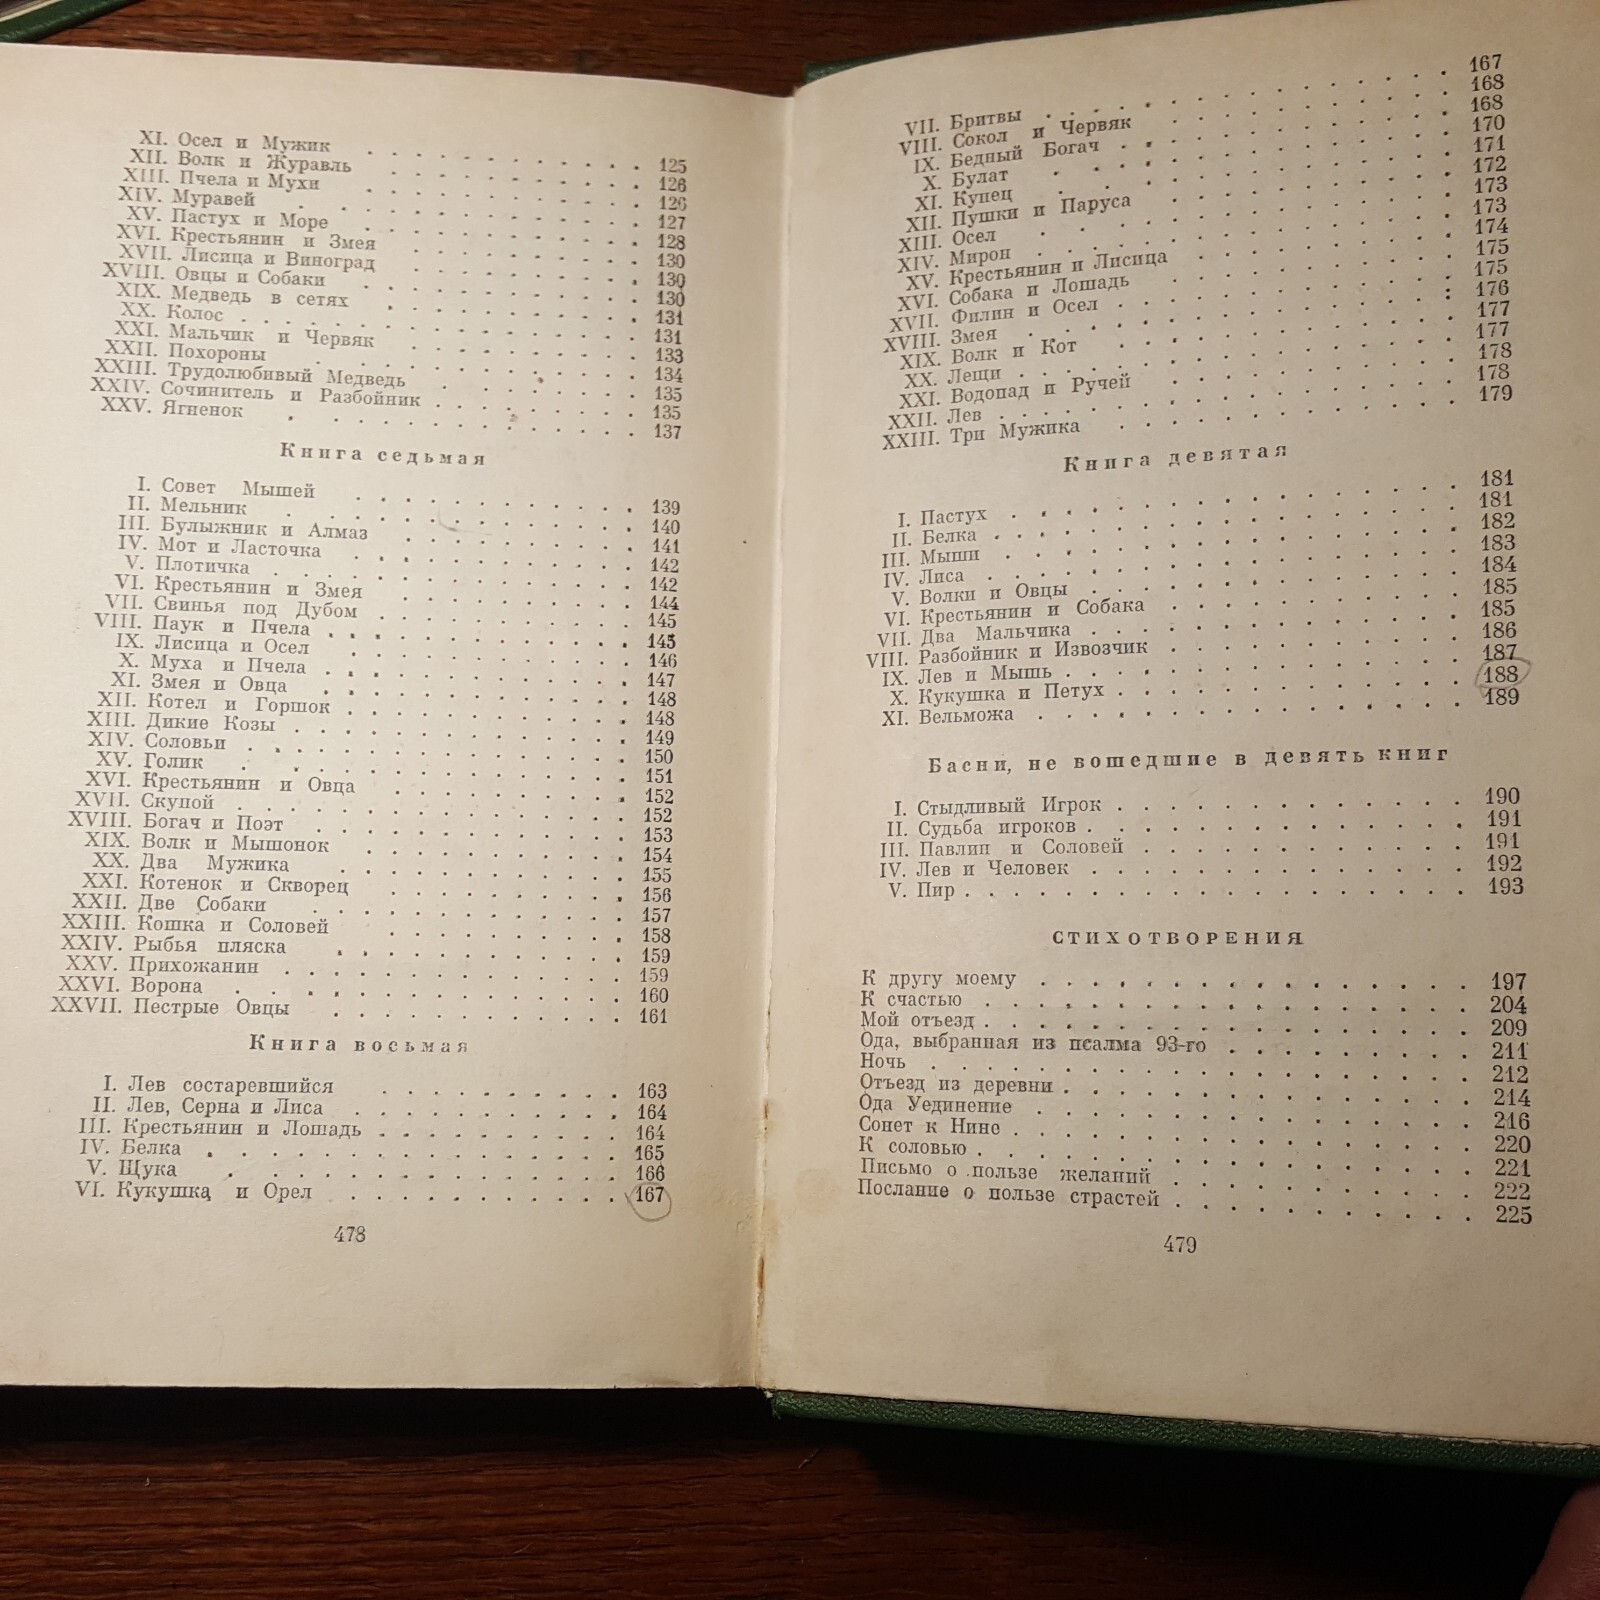 XI. Осел и Мужик . . . . . . . . . . . . 125
XII. Волк и Журавль . . . . . . . . . . . 126
XIII. Пчела и Мухи . . . . . . . . . . . . 126
XIV. Муравей . . . . . . . . . . . . . . 127
XV. Пастух и Море . . . . . . . . . . . . 128
XVI. Крестьянин и Змея . . . . . . . . . . 130
XVII. Лисица и Виноград . . . . . . . . . . 130
XVIII. Овцы и Собаки . . . . . . . . . . . . 130
XIX. Медведь в сетях . . . . . . . . . . . 131
XX. Колос . . . . . . . . . . . . . . . 131
XXI. Мальчик и Червяк . . . . . . . . . . 133
XXII. Похороны . . . . . . . . . . . . . . 134
XXIII. Трудолюбивый Медведь . . . . . . . . . 135
XXIV. Сочинитель и Разбойник . . . . . . . . . 135
XXV. Ягненок . . . . . . . . . . . . . . 137
Книга седьмая
I. Совет Мышей . . . . . . . . . . . . 139
II. Мельник . . . . . . . . . . . . . . 140
III. Булыжник и Алмаз . . . . . . . . . . 141
IV. Мот и Ласточка . . . . . . . . . . . . 142
V. Плотичка . . . . . . . . . . . . . . 142
VI. Крестьянин и Змея . . . . . . . . . . 144
VII. Свинья под Дубом . . . . . . . . . . . 145
VIII. Паук и Пчела . . . . . . . . . . . . . 145
IX. Лисица и Осел . . . . . . . . . . . . 146
X. Муха и Пчела . . . . . . . . . . . . . 147
XI. Змея и Овца . . . . . . . . . . . . . 148
XII. Котел и Горшок . . . . . . . . . . . . 148
XIII. Дикие Козы . . . . . . . . . . . . . . 149
XIV. Соловьи . . . . . . . . . . . . . . . 150
XV. Голик . . . . . . . . . . . . . . . 151
XVI. Крестьянин и Овца . . . . . . . . . . 152
XVII. Скупой . . . . . . . . . . . . . . . 152
XVIII. Богач и Поэт . . . . . . . . . . . . 153
XIX. Волк и Мышонок . . . . . . . . . . . 154
XX. Два Мужика . . . . . . . . . . . . 155
XXI. Котенок и Скворец . . . . . . . . . . 156
XXII. Две Собаки . . . . . . . . . . . . . 157
XXIII. Кошка и Соловей . . . . . . . . . . 158
XXIV. Рыбья пляска . . . . . . . . . . . . 159
XXV. Прихожанин . . . . . . . . . . . . . . 159
XXVI. Ворона . . . . . . . . . . . . . . . 160
XXVII. Пестрые Овцы . . . . . . . . . . . . 161
Книга восьмая
I. Лев состаревшийся . . . . . . . . . . 163
II. Лев, Серна и Лиса . . . . . . . . . . . 164
III. Крестьянин и Лошадь . . . . . . . . . . 164
IV. Белка . . . . . . . . . . . . . . . . 165
V. Щука . . . . . . . . . . . . . . . 166
VI. Кукушка и Орел . . . . . . . . . . . 167
478
VII. Бритвы . . . . . . . . . . . . . . . 167
VIII. Сокол и Червяк . . . . . . . . . . . 168
IX. Бедный Богач . . . . . . . . . . . . . 168
X. Булат . . . . . . . . . . . . . . . 170
XI. Купец . . . . . . . . . . . . . . . 171
XII. Пушки и Паруса . . . . . . . . . . . 172
XIII. Осел . . . . . . . . . . . . . . . . 173
XIV. Мирон . . . . . . . . . . . . . . . 173
XV. Крестьянин и Лисица . . . . . . . . . . 174
XVI. Собака и Лошадь . . . . . . . . . . . 175
XVII. Филин и Осел . . . . . . . . . . . . . 175
XVIII. Змея . . . . . . . . . . . . . . . . 176
XIX. Волк и Кот . . . . . . . . . . . . . 177
XX. Лещи . . . . . . . . . . . . . . . . 177
XXI. Водопад и Ручей . . . . . . . . . . . 178
XXII. Лев . . . . . . . . . . . . . . . . . 178
XXIII. Три Мужика . . . . . . . . . . . . . 179
Книга девятая
I. Пастух . . . . . . . . . . . . . . . . 181
II. Белка . . . . . . . . . . . . . . . . . 181
III. Мыши . . . . . . . . . . . . . . . . 182
IV. Лиса . . . . . . . . . . . . . . . . . 183
V. Волки и Овцы . . . . . . . . . . . . . 184
VI. Крестьянин и Собака . . . . . . . . . . 185
VII. Два Мальчика . . . . . . . . . . . . . 185
VIII. Разбойник и Извозчик . . . . . . . . . . 186
IX. Лев и Мышь . . . . . . . . . . . . . . 187
X. Кукушка и Петух . . . . . . . . . . . . 188
XI. Вельможа . . . . . . . . . . . . . . . 189
Басни, не вошедшие в девять книг
I. Стыдливый Игрок . . . . . . . . . . . . 190
II. Судьба игроков . . . . . . . . . . . . . 191
III. Павлин и Соловей . . . . . . . . . . . 191
IV. Лев и Человек . . . . . . . . . . . . . 192
V. Пир . . . . . . . . . . . . . . . . . . 193
СТИХОТВОРЕНИЯ
К другу моему . . . . . . . . . . . . . . . 197
К счастью . . . . . . . . . . . . . . . . . 204
Мой отъезд . . . . . . . . . . . . . . . . . 209
Ода, выбранная из псалма 93-го . . . . . . . . 211
Ночь . . . . . . . . . . . . . . . . . . . 212
Отъезд из деревни . . . . . . . . . . . . . . 214
Ода Уединение . . . . . . . . . . . . . . . 216
Сонет к Нине . . . . . . . . . . . . . . . . 220
К соловью . . . . . . . . . . . . . . . . . 221
Письмо о пользе желаний . . . . . . . . . . . 222
Послание о пользе страстей . . . . . . . . . . 225
479